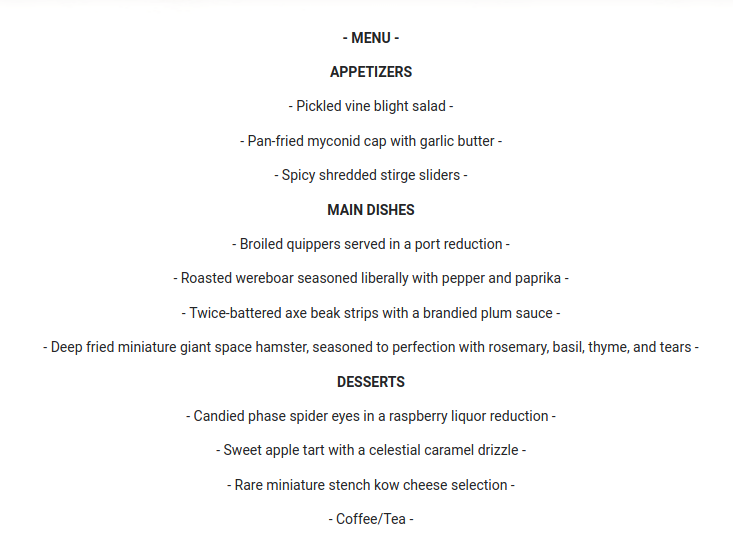 - MENU -
APPETIZERS
- Pickled vine blight salad -
- Pan-fried myconid cap with garlic butter -
- Spicy shredded stirge sliders -
MAIN DISHES
- Broiled quippers served in a port reduction -
- Roasted wereboar seasoned liberally with pepper and paprika -
- Twice-battered axe beak strips with a brandied plum sauce -
- Deep fried miniature giant space hamster, seasoned to perfection with rosemary, basil, thyme, and tears -
DESSERTS
- Candied phase spider eyes in a raspberry liquor reduction -
- Sweet apple tart with a celestial caramel drizzle -
- Rare miniature stench kow cheese selection -
- Coffee/Tea -